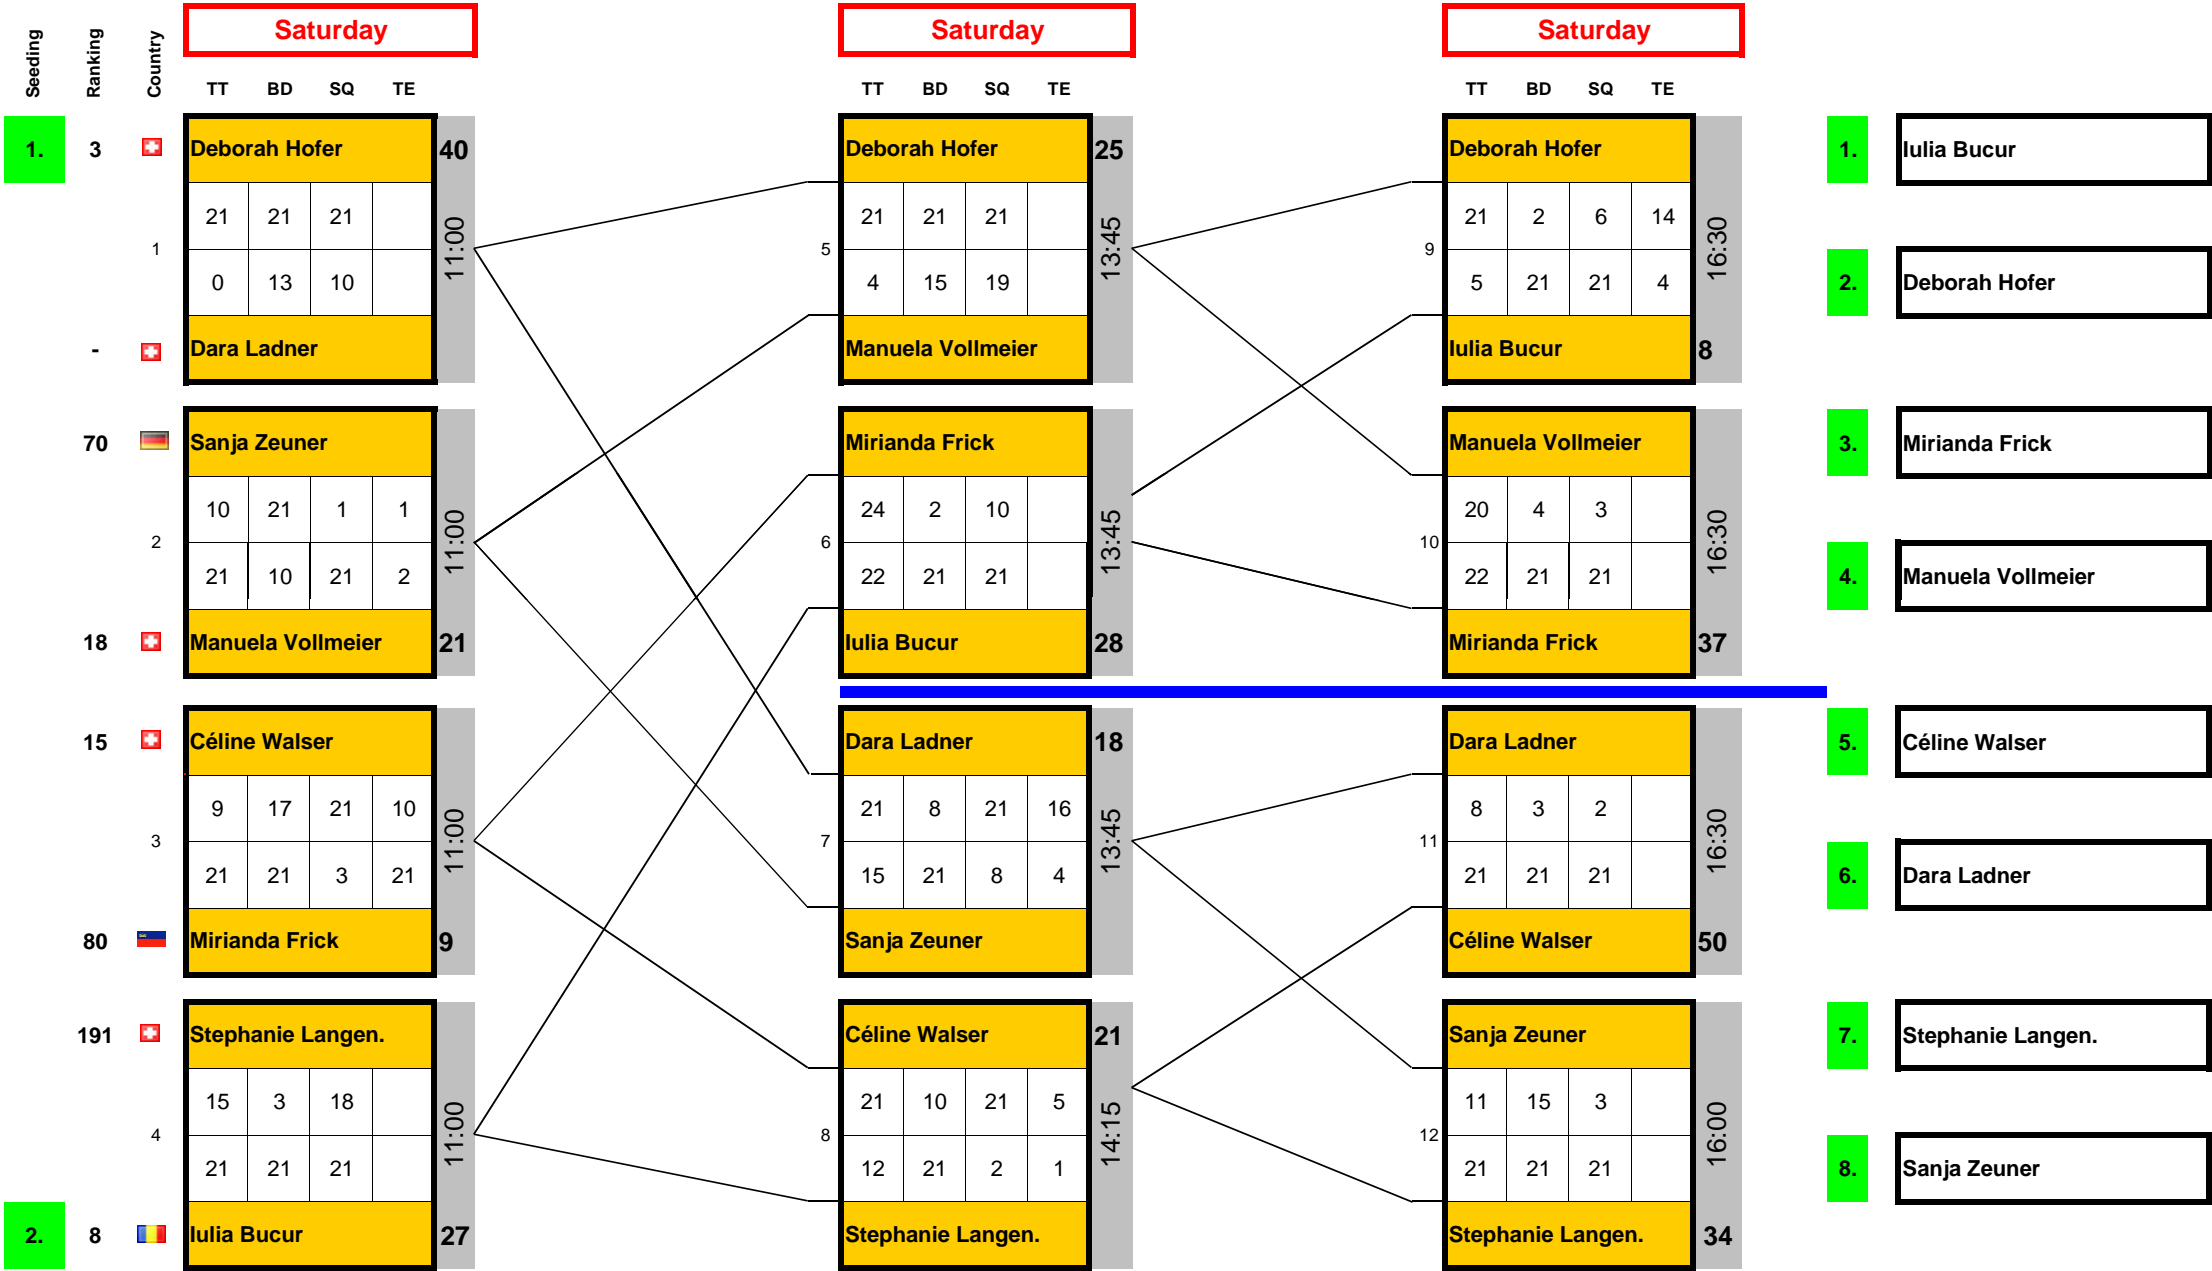 Saturday Saturday Saturday
Seeding Ranking Country TT BD SQ TE TT BD SQ TE TT BD SQ TE
1. 3 Deborah Hofer 40 Deborah Hofer 25 Deborah Hofer 1. Iulia Bucur
21 21 21 21 21 21 21 2 6 14
1 11:00 5 13:45 9 16:30
0 13 10 4 15 19 5 21 21 4 2. Deborah Hofer
- Dara Ladner Manuela Vollmeier Iulia Bucur 8
70 Sanja Zeuner Mirianda Frick Manuela Vollmeier 3. Mirianda Frick
10 21 1 1 24 2 10 20 4 3
2 11:00 6 13:45 10 16:30
21 10 21 2 22 21 21 22 21 21 4. Manuela Vollmeier
18 Manuela Vollmeier 21 Iulia Bucur 28 Mirianda Frick 37
15 Céline Walser Dara Ladner 18 Dara Ladner 5. Céline Walser
9 17 21 10 21 8 21 16 8 3 2
3 11:00 7 13:45 11 16:30
21 21 3 21 15 21 8 4 21 21 21 6. Dara Ladner
80 Mirianda Frick 9 Sanja Zeuner Céline Walser 50
191 Stephanie Langen. Céline Walser 21 Sanja Zeuner 7. Stephanie Langen.
15 3 18 21 10 21 5 11 15 3
4 11:00 8 14:15 12 16:00
21 21 21 12 21 2 1 21 21 21 8. Sanja Zeuner
2. 8 Iulia Bucur 27 Stephanie Langen. Stephanie Langen. 34